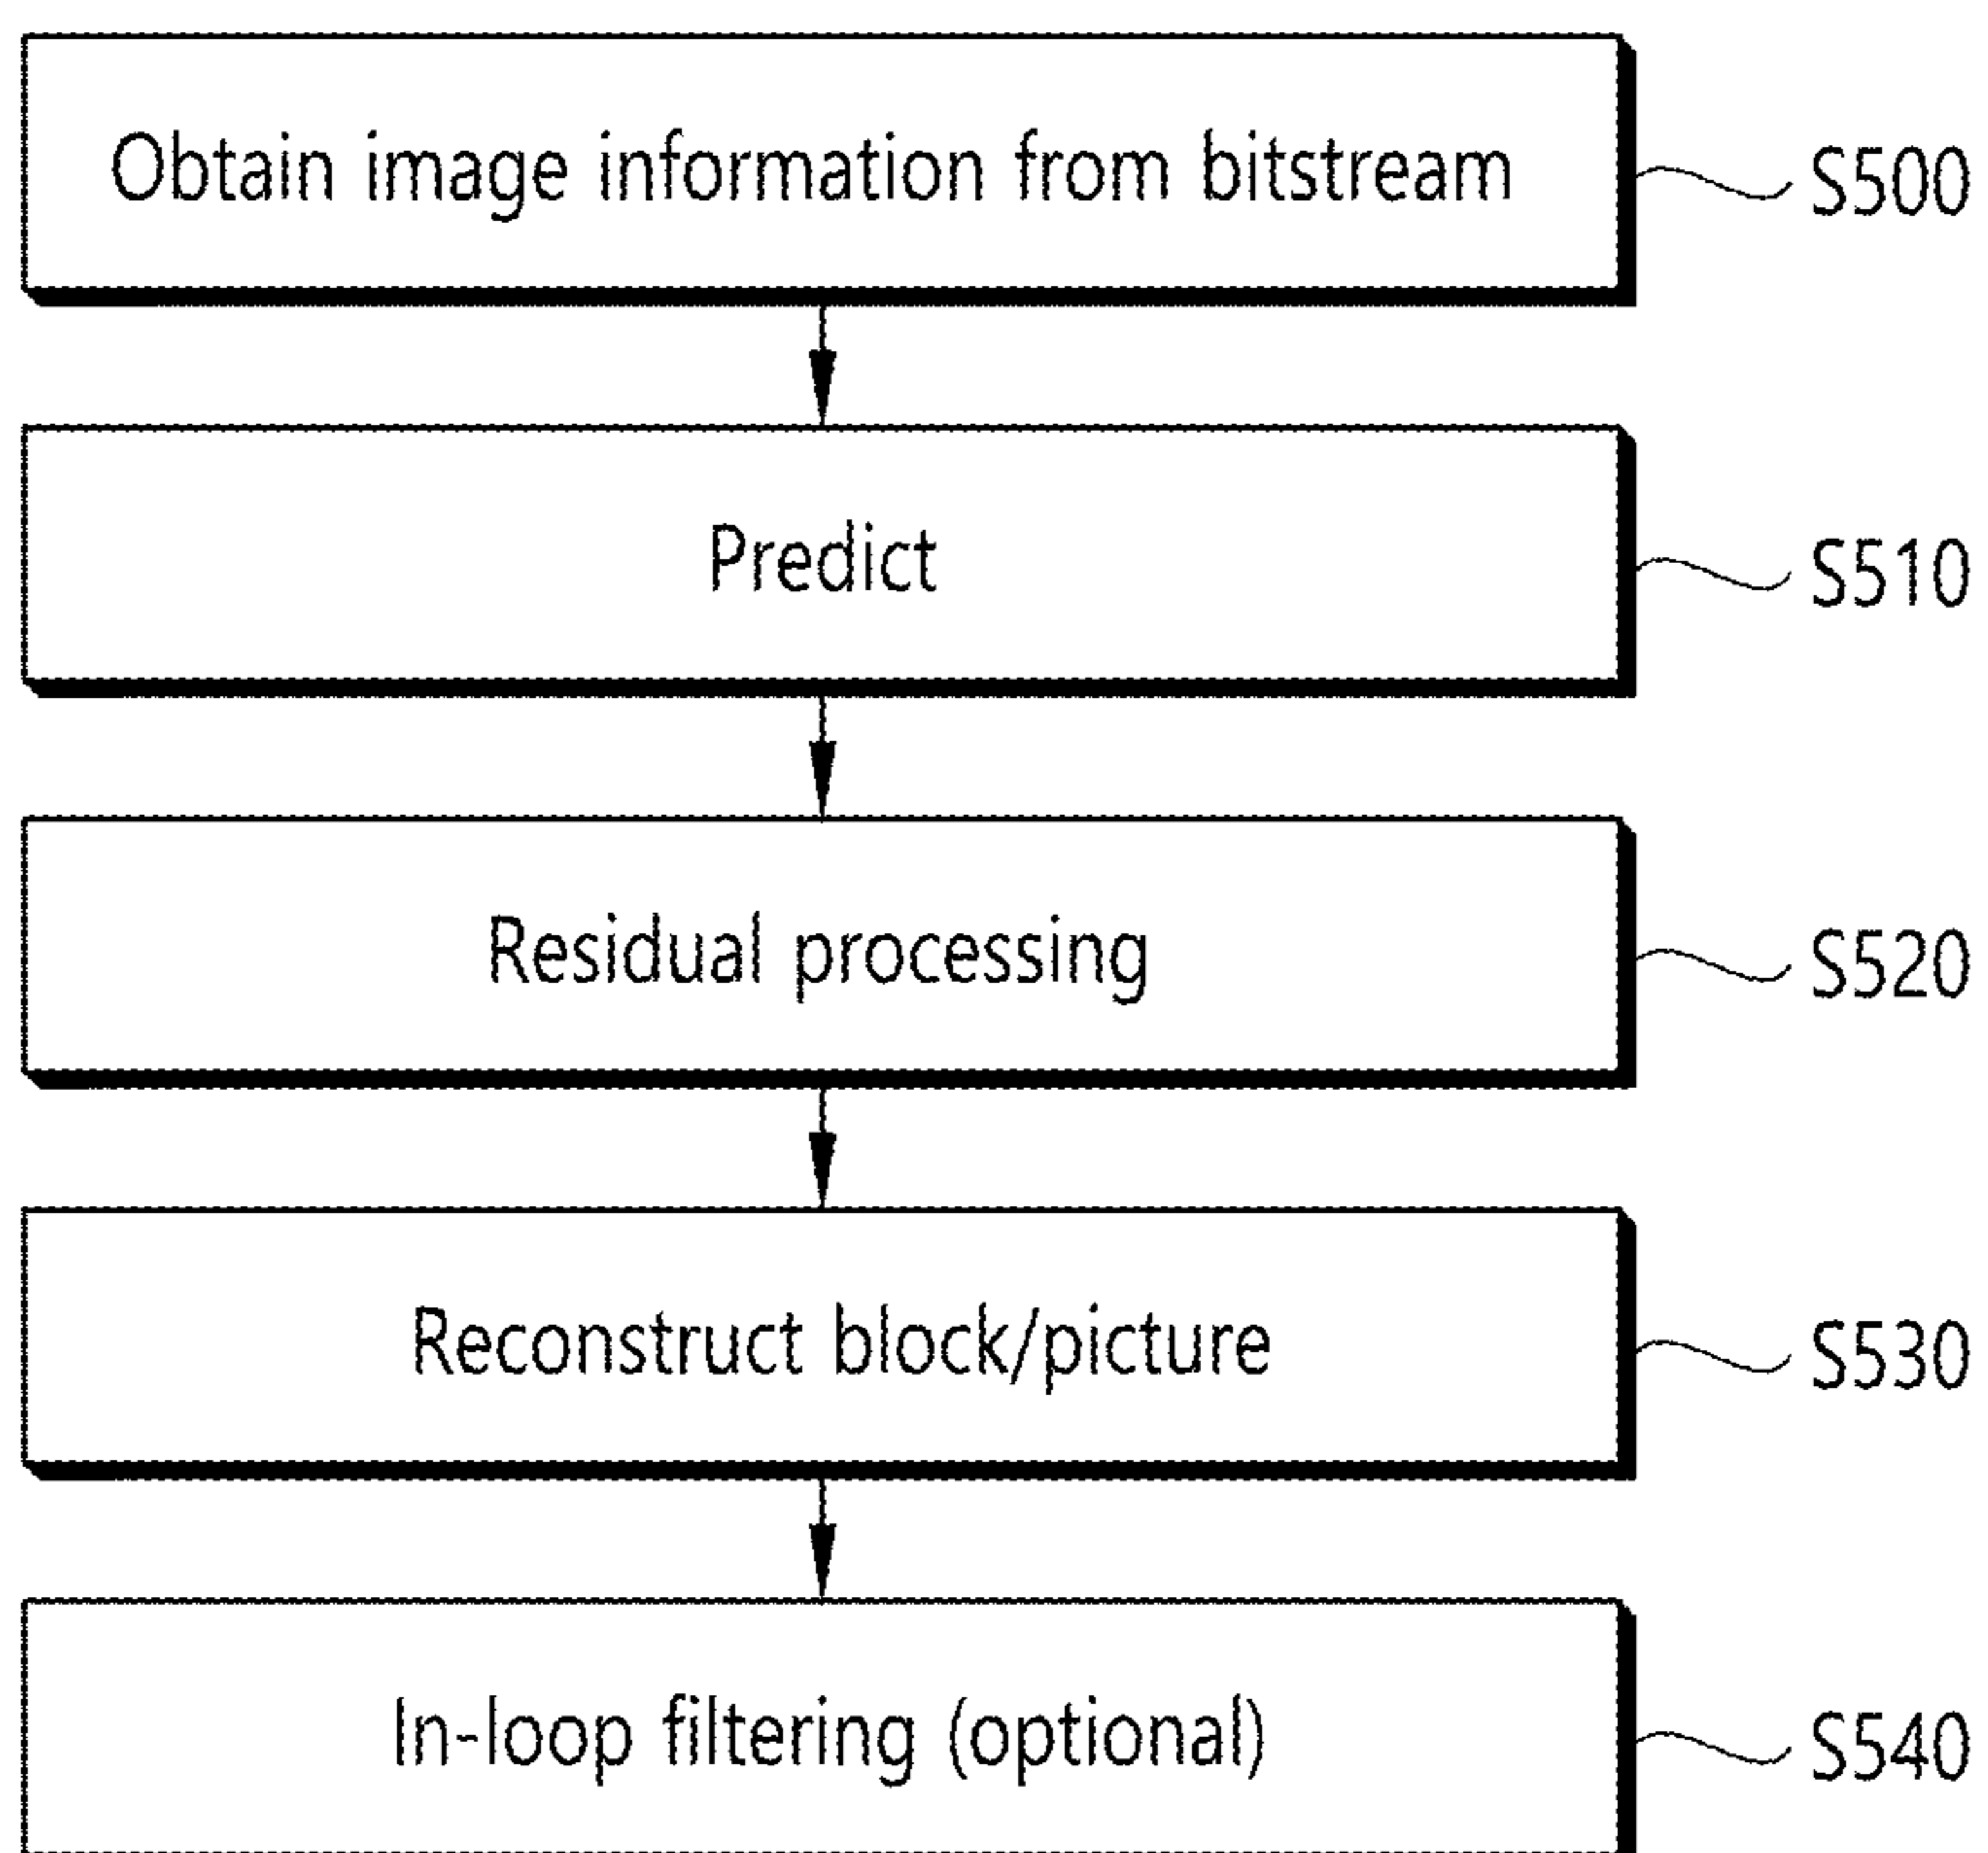 Obtain image information from bitstream
S500
Predict
S510
Residual processing
S520
Reconstruct block/picture
S530
In-loop filtering (optional)
S540